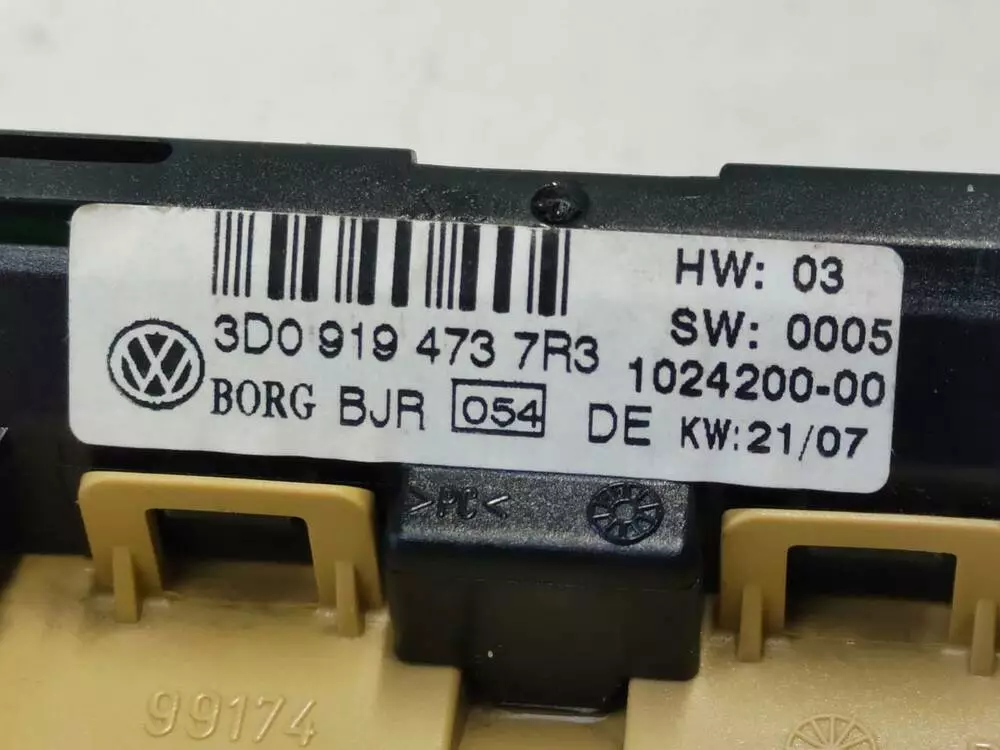 HW: 03
3D0 919 473 7R3
SW: 0005
1024200-00
BORG BJR 054 DE KW:21/07
>PC<
99174